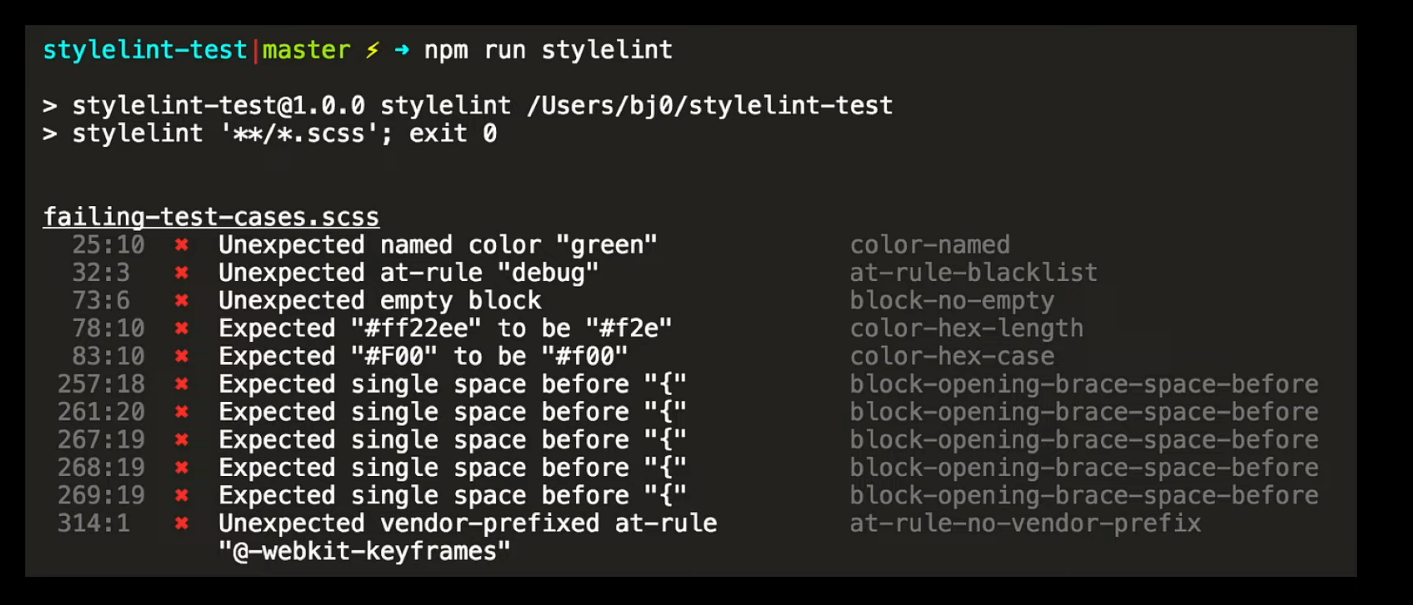 stylelint-test|master ⚡ ➜ npm run stylelint
> stylelint-test@1.0.0 stylelint /Users/bj0/stylelint-test
> stylelint '**/*.scss'; exit 0
failing-test-cases.scss
25:10 ✖ Unexpected named color "green" color-named
32:3 ✖ Unexpected at-rule "debug" at-rule-blacklist
73:6 ✖ Unexpected empty block block-no-empty
78:10 ✖ Expected "#ff22ee" to be "#f2e" color-hex-length
83:10 ✖ Expected "#F00" to be "#f00" color-hex-case
257:18 ✖ Expected single space before "{" block-opening-brace-space-before
261:20 ✖ Expected single space before "{" block-opening-brace-space-before
267:19 ✖ Expected single space before "{" block-opening-brace-space-before
268:19 ✖ Expected single space before "{" block-opening-brace-space-before
269:19 ✖ Expected single space before "{" block-opening-brace-space-before
314:1 ✖ Unexpected vendor-prefixed at-rule at-rule-no-vendor-prefix
"@-webkit-keyframes"